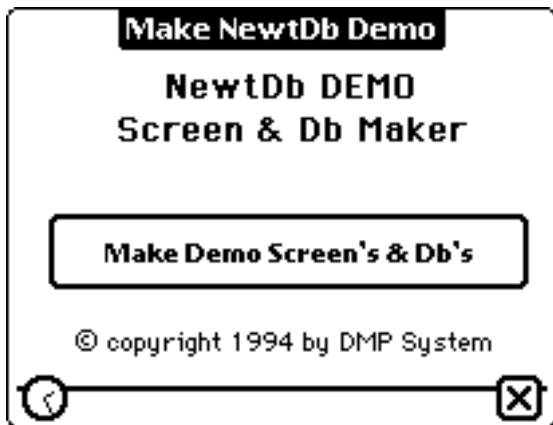 Make NewtDb Demo
NewtDb DEMO
Screen & Db Maker
Make Demo Screen's & Db's
© copyright 1994 by DMP System